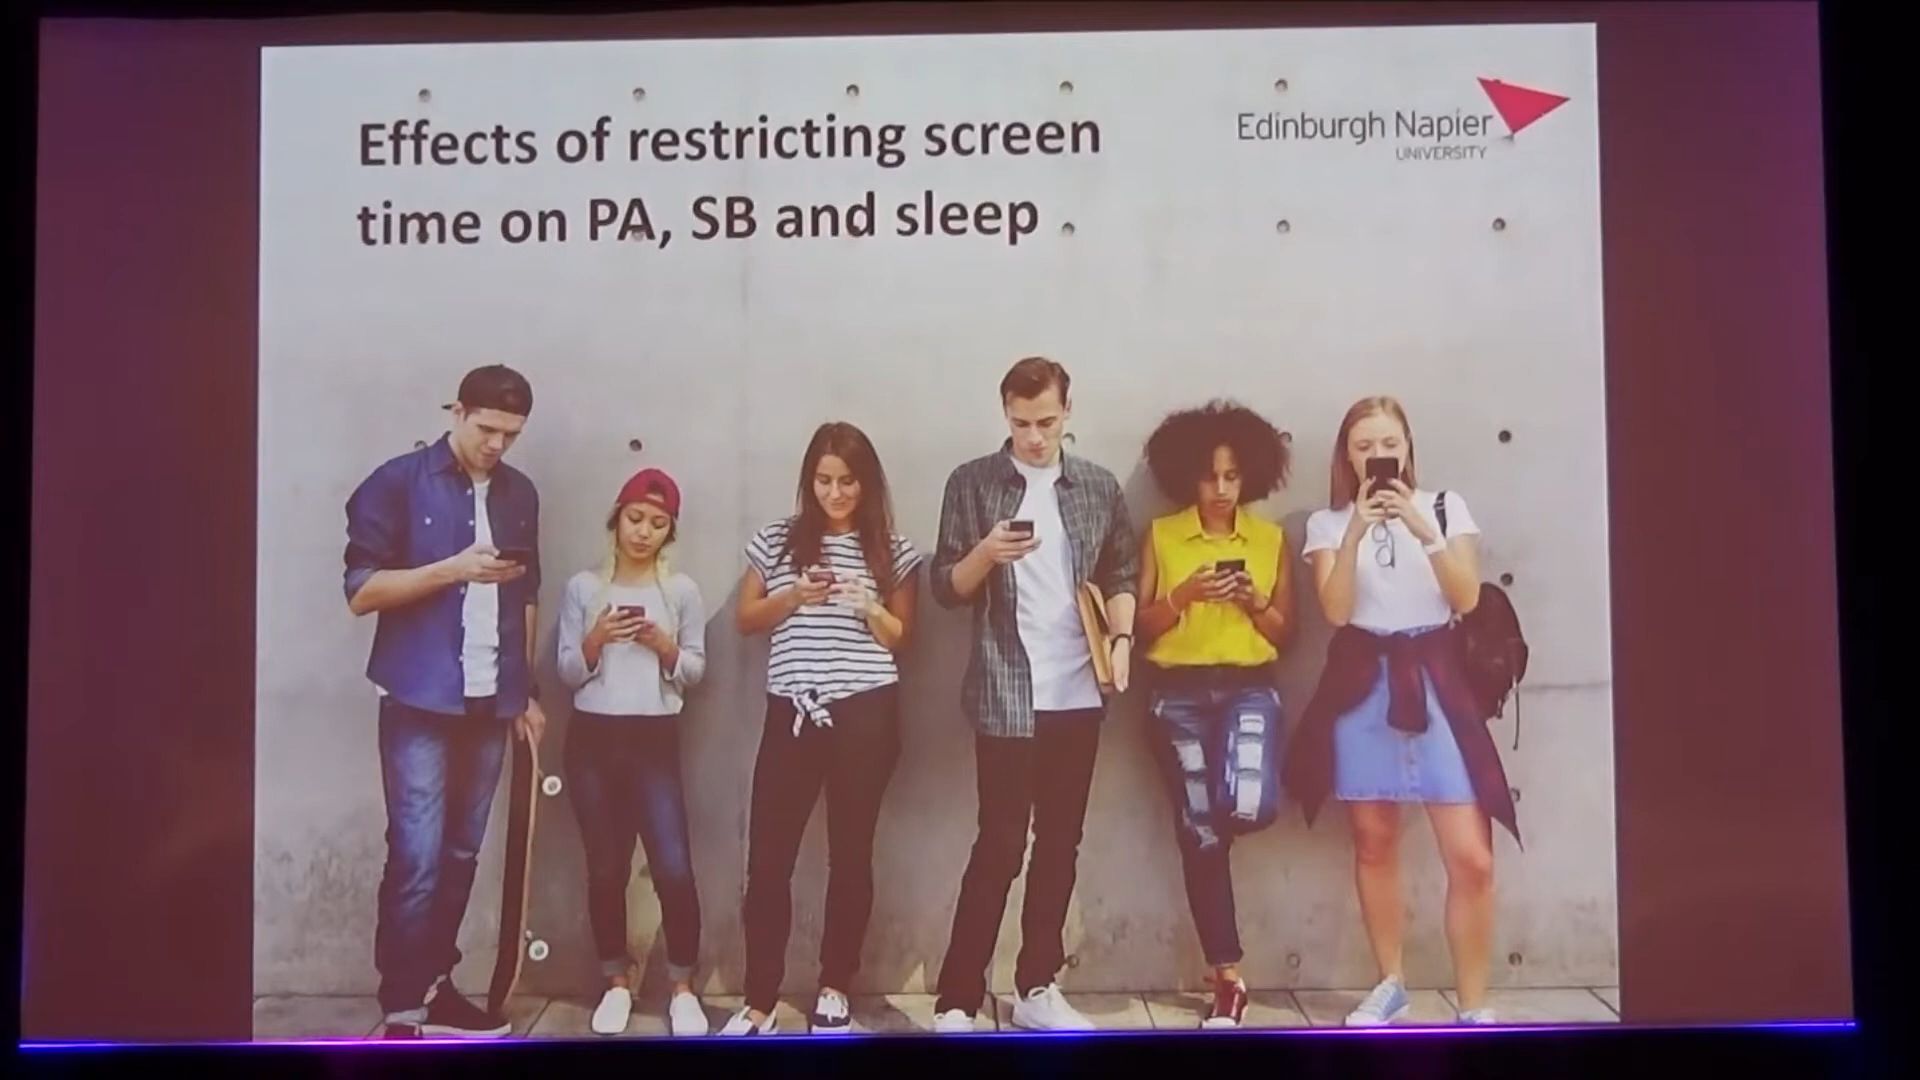 Effects of restricting screen
time on PA, SB and sleep
Edinburgh Napier
UNIVERSITY